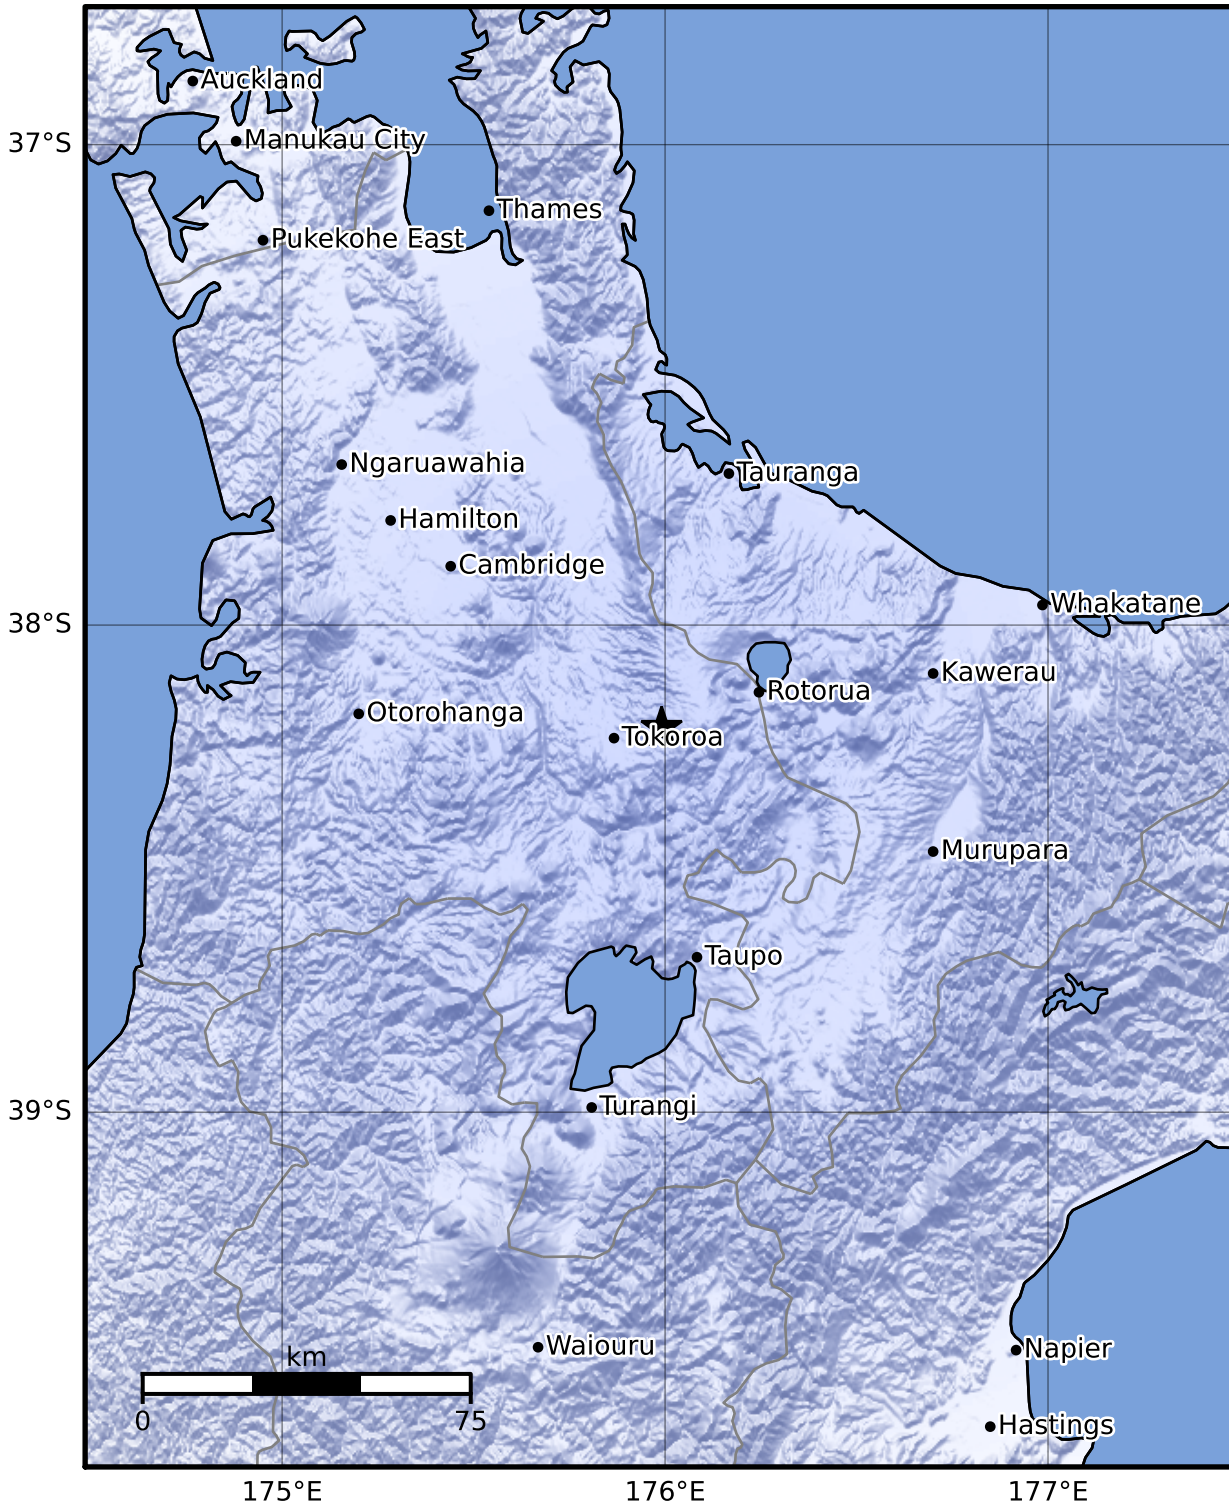 Auckland
37°S
Manukau City
Thames
Pukekohe East
Ngaruawahia
Tauranga
Hamilton
Cambridge
Whakatane
38°S
Kawerau
Rotorua
Otorohanga
Tokoroa
Murupara
Taupo
Turangi
39°S
Waiouru
Napier
km
0 75
Hastings
175°E 176°E 177°E